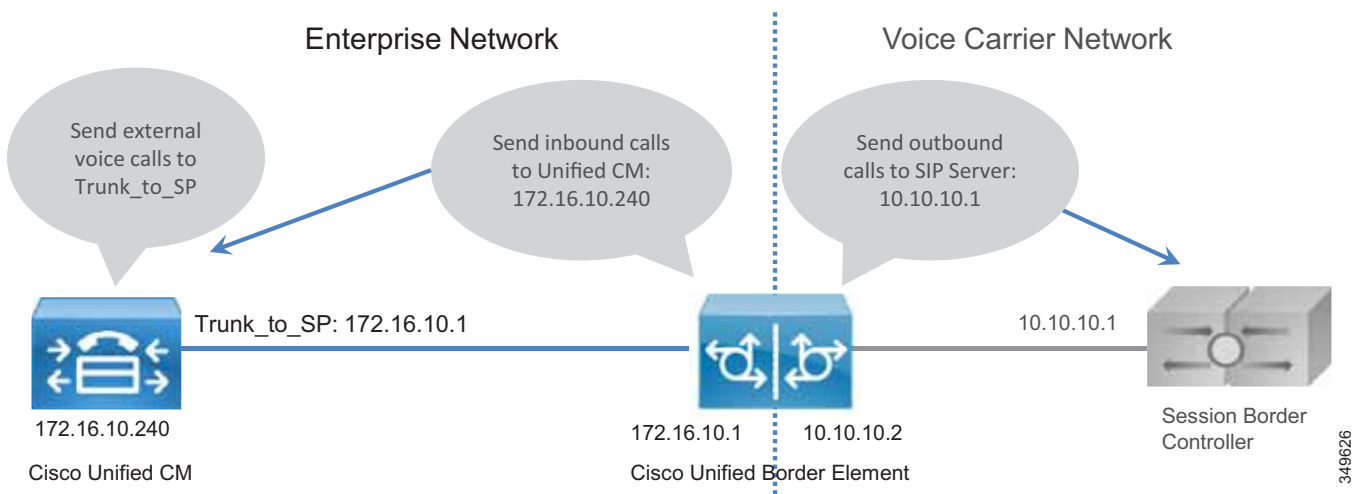 Enterprise Network
Voice Carrier Network
Send external
voice calls to
Trunk_to_SP
Send inbound calls
to Unified CM:
172.16.10.240
Send outbound
calls to SIP Server:
10.10.10.1
Trunk_to_SP: 172.16.10.1
10.10.10.1
172.16.10.240
Cisco Unified CM
172.16.10.1
10.10.10.2
Cisco Unified Border Element
Session Border
Controller
349626